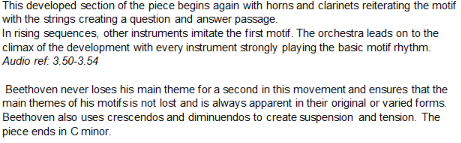 This developed section of the piece begins again with horns and clarinets reiterating the motif
with the strings creating a question and answer passage.
In rising sequences, other instruments imitate the first motif. The orchestra leads on to the
climax of the development with every instrument strongly playing the basic motif rhythm.
Audio ref: 3.50-3.54
Beethoven never loses his main theme for a second in this movement and ensures that the
main themes of his motifs is not lost and is always apparent in their original or varied forms.
Beethoven also uses crescendos and diminuendos to create suspension and tension. The
piece ends in C minor.